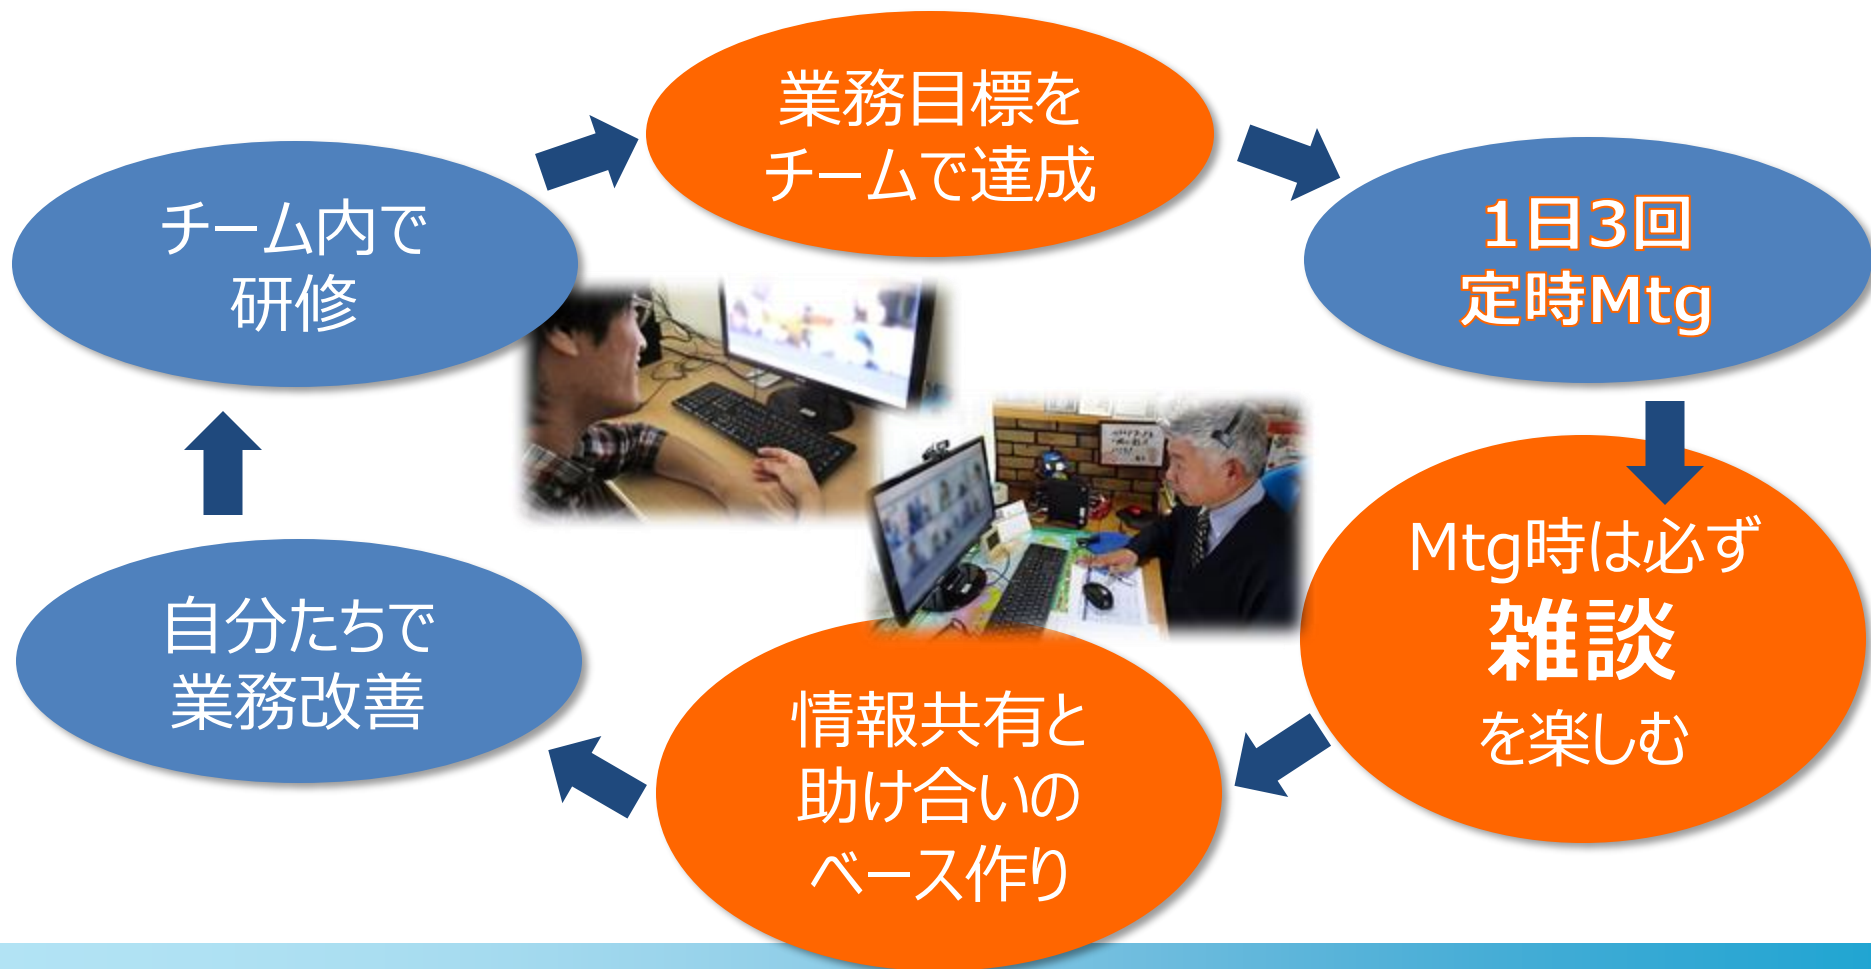 業務目標を
チームで達成
1日3回
定時Mtg
Mtg時は必ず
雑談
を楽しむ
情報共有と
助け合いの
ベース作り
自分たちで
業務改善
チーム内で
研修